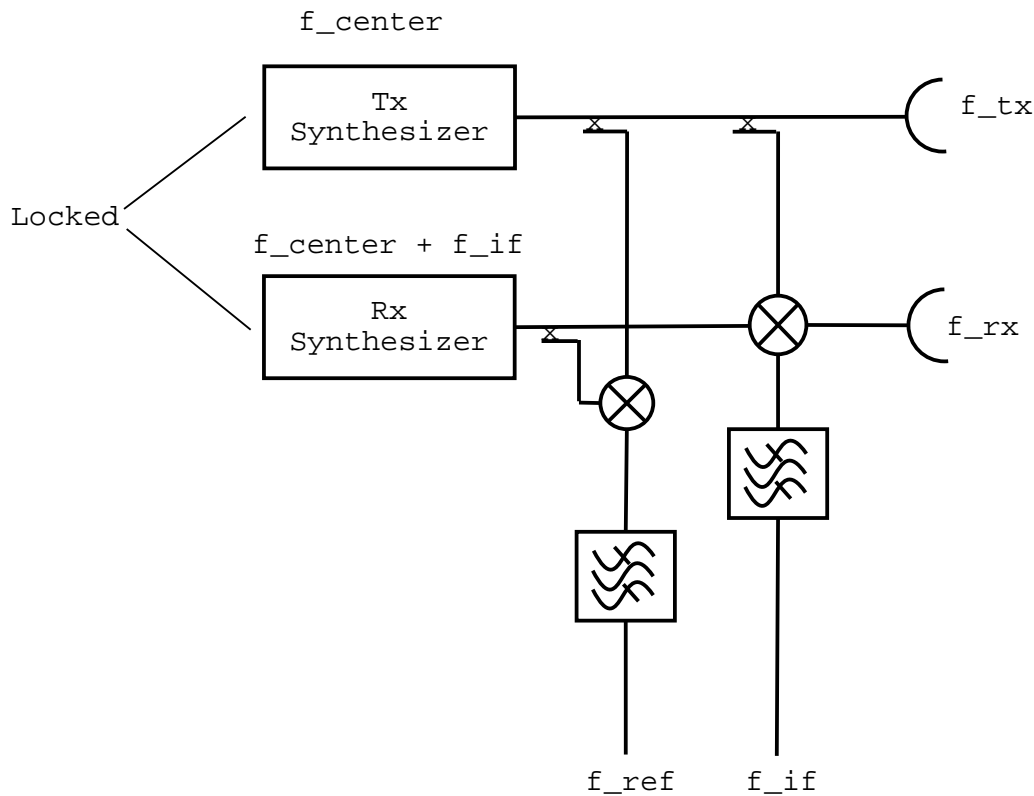 f_center
Tx
Synthesizer
f_tx
Locked
f_center + f_if
Rx
Synthesizer
f_rx
f_ref
f_if